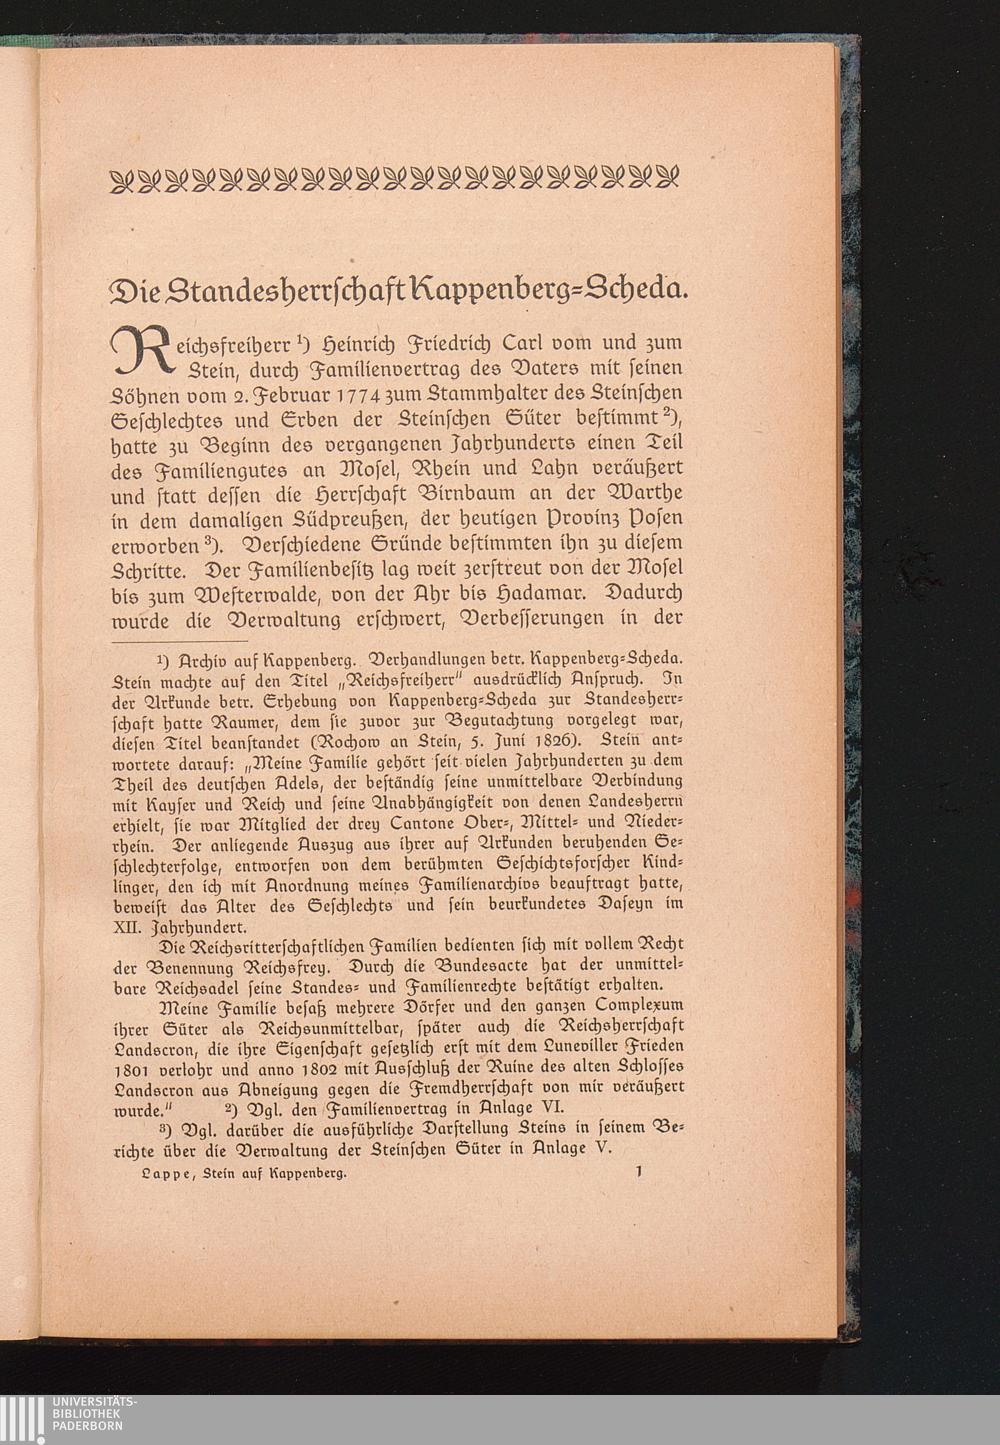 Die Standesherrschaft Kappenberg-Scheda.
Reichsfreiherr ¹) Heinrich Friedrich Carl vom und zum
Stein, durch Familienvertrag des Vaters mit seinen
Söhnen vom 2. Februar 1774 zum Stammhalter des Steinschen
Geschlechtes und Erben der Steinschen Güter bestimmt ²),
hatte zu Beginn des vergangenen Jahrhunderts einen Teil
des Familiengutes an Mosel, Rhein und Lahn veräußert
und statt dessen die Herrschaft Birnbaum an der Warthe
in dem damaligen Südpreußen, der heutigen Provinz Posen
erworben ³). Verschiedene Gründe bestimmten ihn zu diesem
Schritte. Der Familienbesitz lag weit zerstreut von der Mosel
bis zum Westerwalde, von der Ahr bis Hadamar. Dadurch
wurde die Verwaltung erschwert, Verbesserungen in der
¹) Archiv auf Kappenberg. Verhandlungen betr. Kappenberg-Scheda.
Stein machte auf den Titel „Reichsfreiherr" ausdrücklich Anspruch. In
der Urkunde betr. Erhebung von Kappenberg-Scheda zur Standesherr-
schaft hatte Raumer, dem sie zuvor zur Begutachtung vorgelegt war,
diesen Titel beanstandet (Rochow an Stein, 5. Juni 1826). Stein ant-
wortete darauf: „Meine Familie gehört seit vielen Jahrhunderten zu dem
Theil des deutschen Adels, der beständig seine unmittelbare Verbindung
mit Kayser und Reich und seine Unabhängigkeit von denen Landesherrn
erhielt, sie war Mitglied der drey Cantone Ober-, Mittel- und Nieder-
rhein. Der anliegende Auszug aus ihrer auf Urkunden beruhenden Ge-
schlechterfolge, entworfen von dem berühmten Geschichtsforscher Kind-
linger, den ich mit Anordnung meines Familienarchivs beauftragt hatte,
beweist das Alter des Geschlechts und sein beurkundetes Daseyn im
XII. Jahrhundert.
Die Reichsritterschaftlichen Familien bedienten sich mit vollem Recht
der Benennung Reichsfrey. Durch die Bundesacte hat der unmittel-
bare Reichsadel seine Standes- und Familienrechte bestätigt erhalten.
Meine Familie besaß mehrere Dörfer und den ganzen Complexum
ihrer Güter als Reichsunmittelbar, später auch die Reichsherrschaft
Landscron, die ihre Eigenschaft gesetzlich erst mit dem Luneviller Frieden
1801 verlohr und anno 1802 mit Ausschluß der Ruine des alten Schlosses
Landscron aus Abneigung gegen die Fremdherrschaft von mir veräußert
wurde." ²) Vgl. den Familienvertrag in Anlage VI.
³) Vgl. darüber die ausführliche Darstellung Steins in seinem Be-
richte über die Verwaltung der Steinschen Güter in Anlage V.
Lappe, Stein auf Kappenberg. 1
UNIVERSITÄTS-
BIBLIOTHEK
PADERBORN